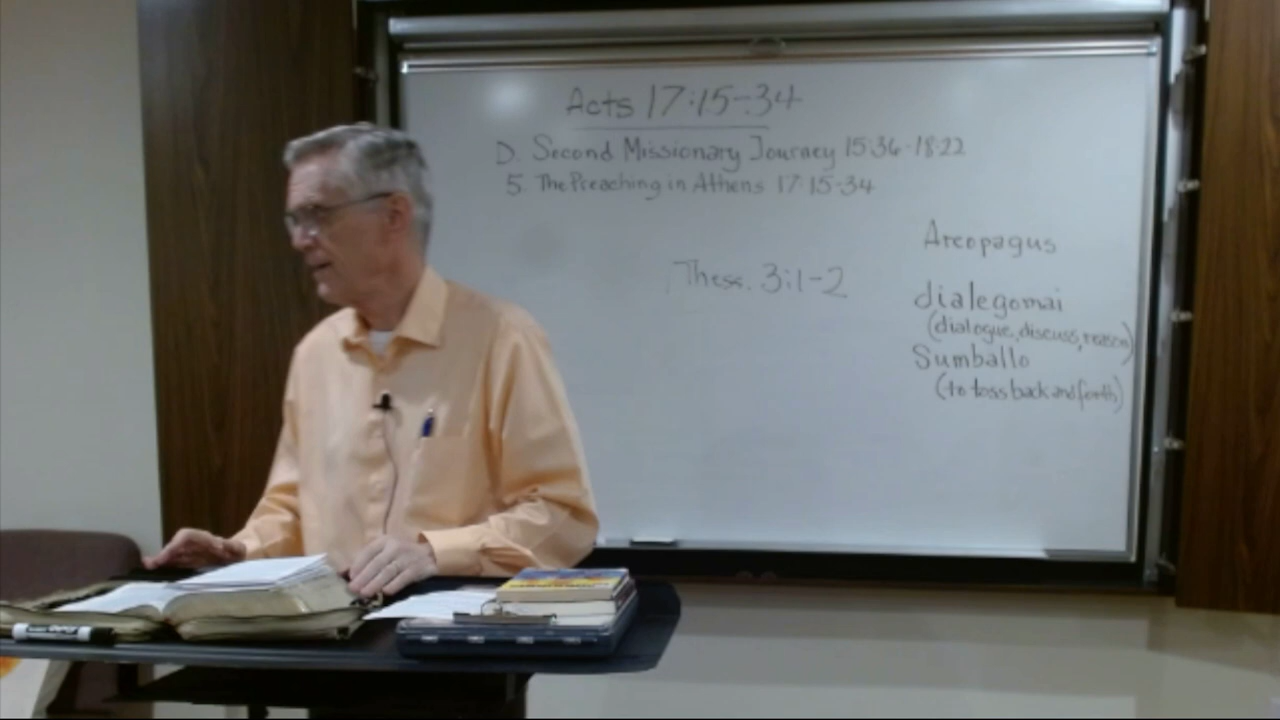 Acts 17:15-34
D. Second Missionary Journey 15:36-18:22
5. The Preaching in Athens 17:15-34
Areopagus
Thess. 3:1-2
dialegomai
(dialogue, discuss, reason)
Sumballo
(to toss back and forth)